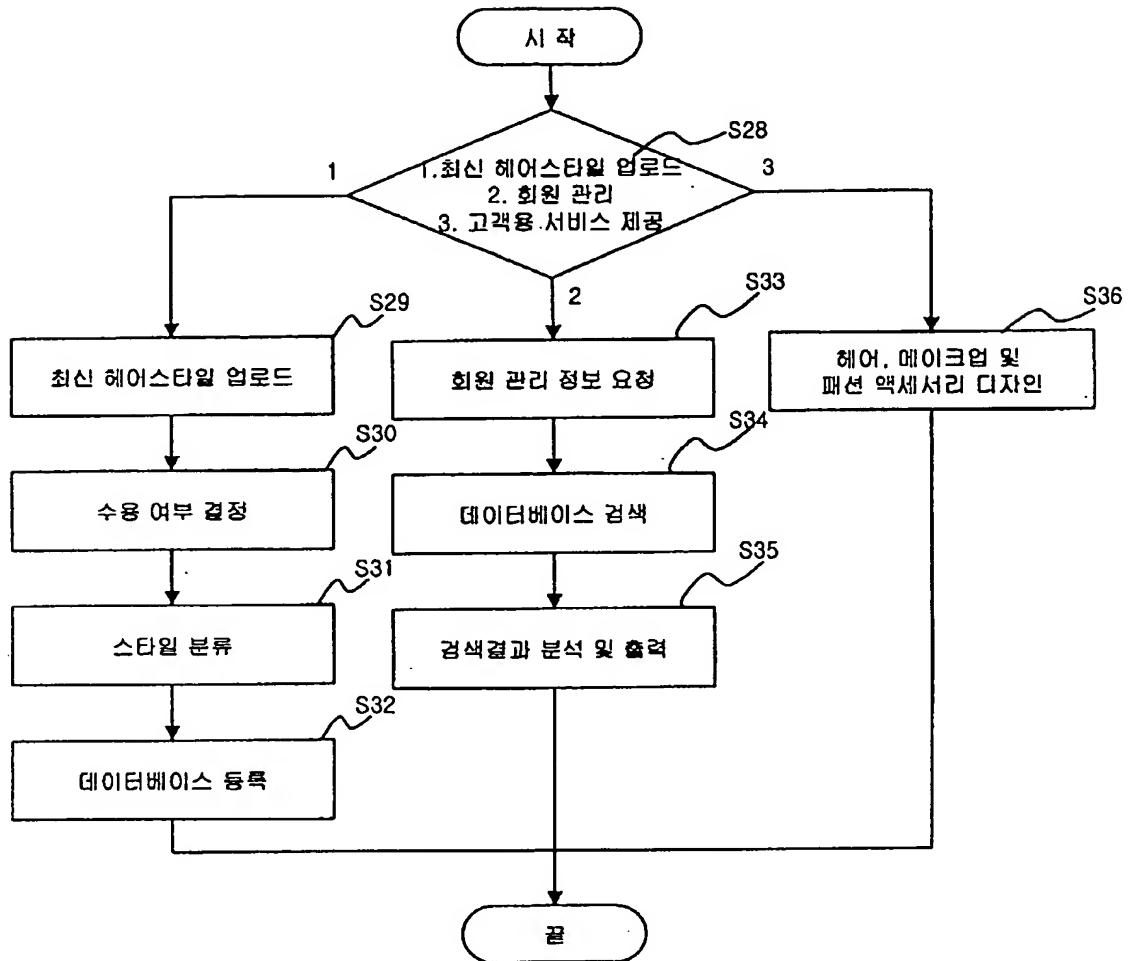 시 작
S28
1
3
1.최신 헤어스타일 업로드
2. 회원 관리
3. 고객용 서비스 제공
2
S29
S33
S36
최신 헤어스타일 업로드
회원 관리 정보 요청
헤어, 메이크업 및
패션 액세서리 디자인
S30
S34
수용 여부 결정
데이터베이스 검색
S31
S35
스타일 분류
검색결과 분석 및 출력
S32
데이터베이스 등록
끝